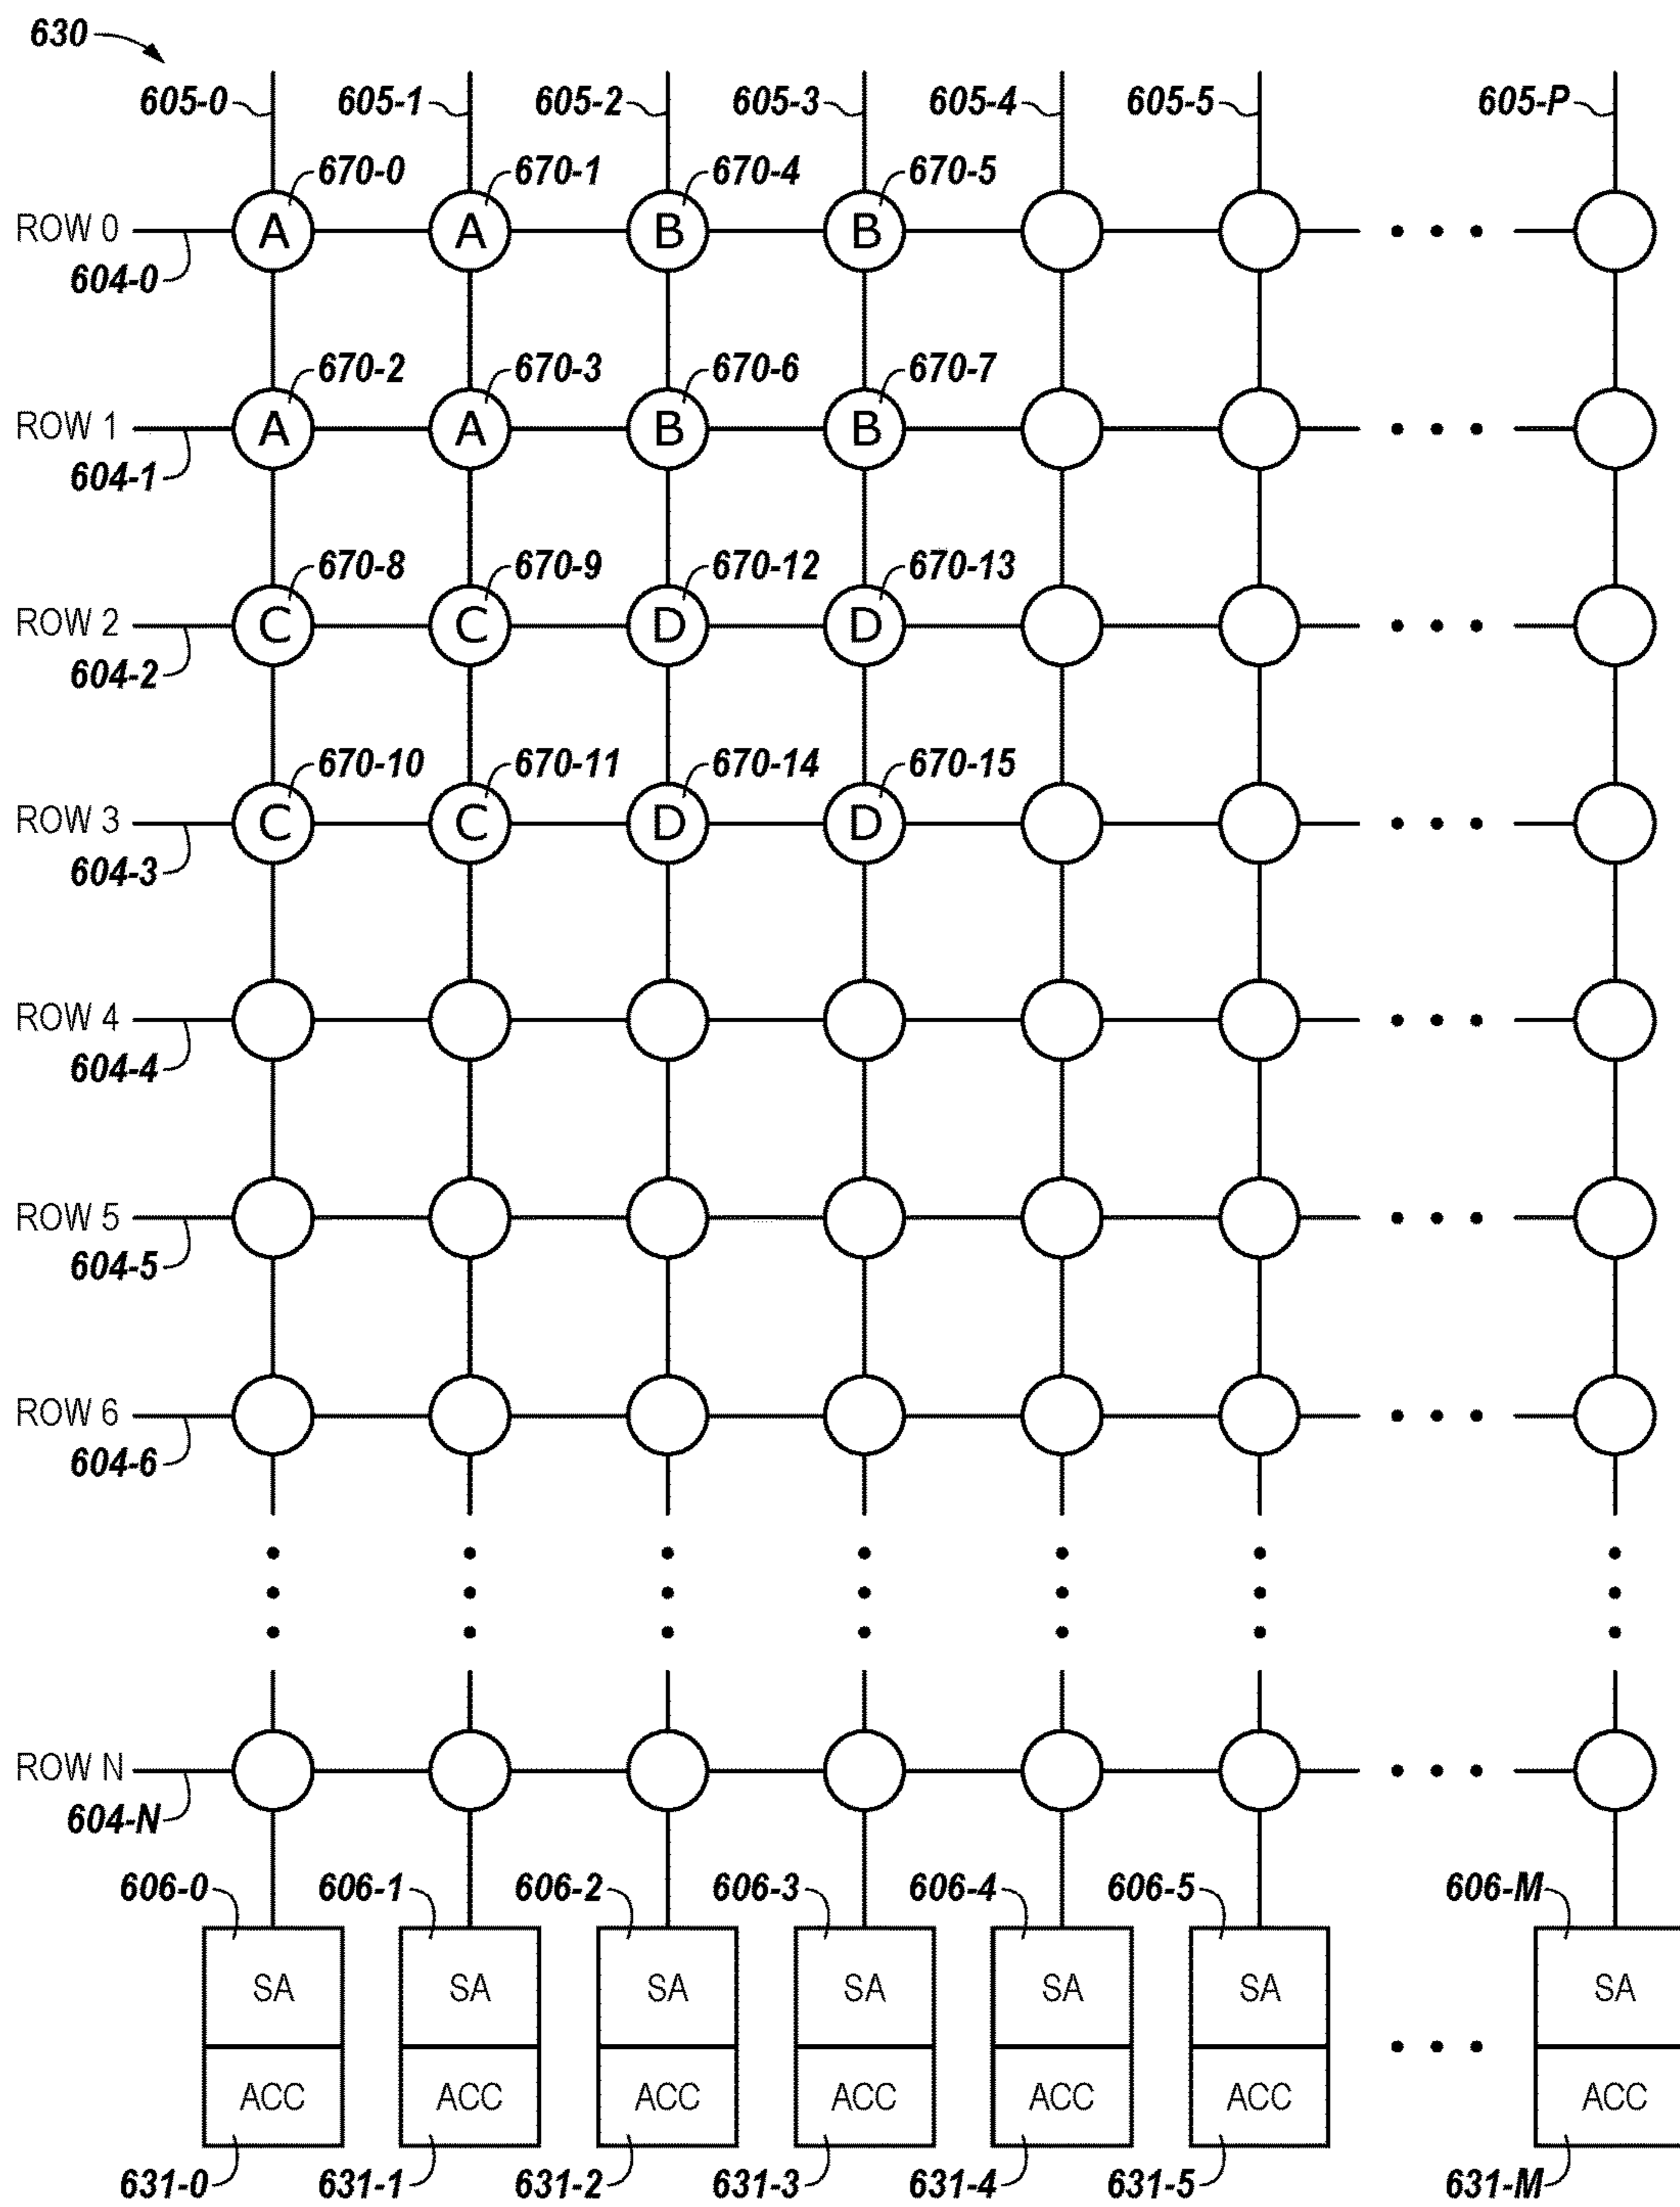 630
605-0 605-1 605-2 605-3 605-4 605-5 605-P
670-0 670-1 670-4 670-5
ROW 0 A A B B
604-0
670-2 670-3 670-6 670-7
ROW 1 A A B B
604-1
670-8 670-9 670-12 670-13
ROW 2 C C D D
604-2
670-10 670-11 670-14 670-15
ROW 3 C C D D
604-3
ROW 4
604-4
ROW 5
604-5
ROW 6
604-6
ROW N
604-N
606-0 606-1 606-2 606-3 606-4 606-5 606-M
SA SA SA SA SA SA SA
ACC ACC ACC ACC ACC ACC ACC
631-0 631-1 631-2 631-3 631-4 631-5 631-M